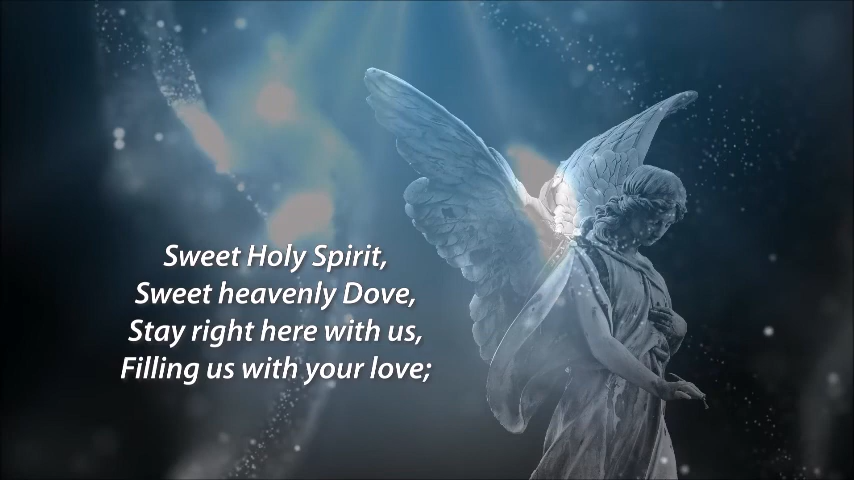 Sweet Holy Spirit,
Sweet heavenly Dove,
Stay right here with us,
Filling us with your love;